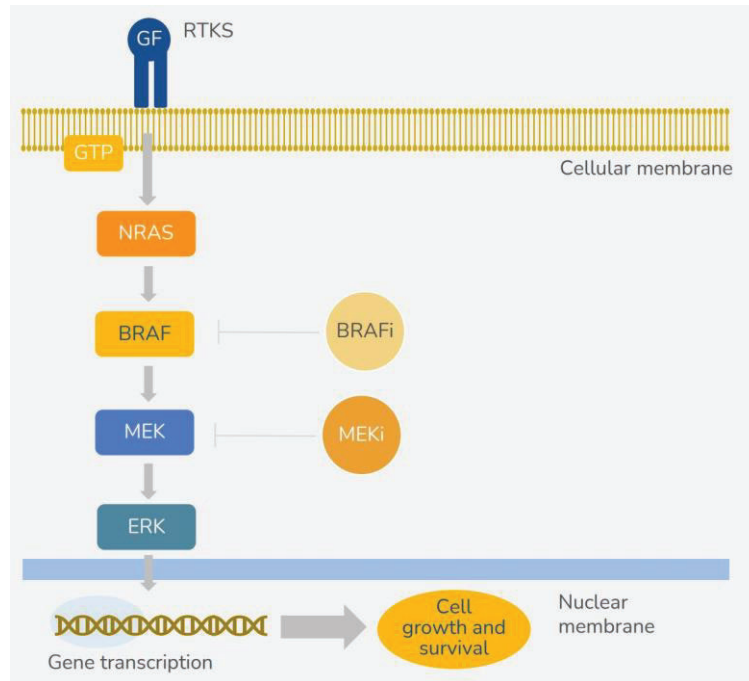 GF
RTKS
GTP
Cellular membrane
NRAS
BRAF
BRAFi
MEK
MEKi
ERK
Gene transcription
Cell
growth and
survival
Nuclear
membrane